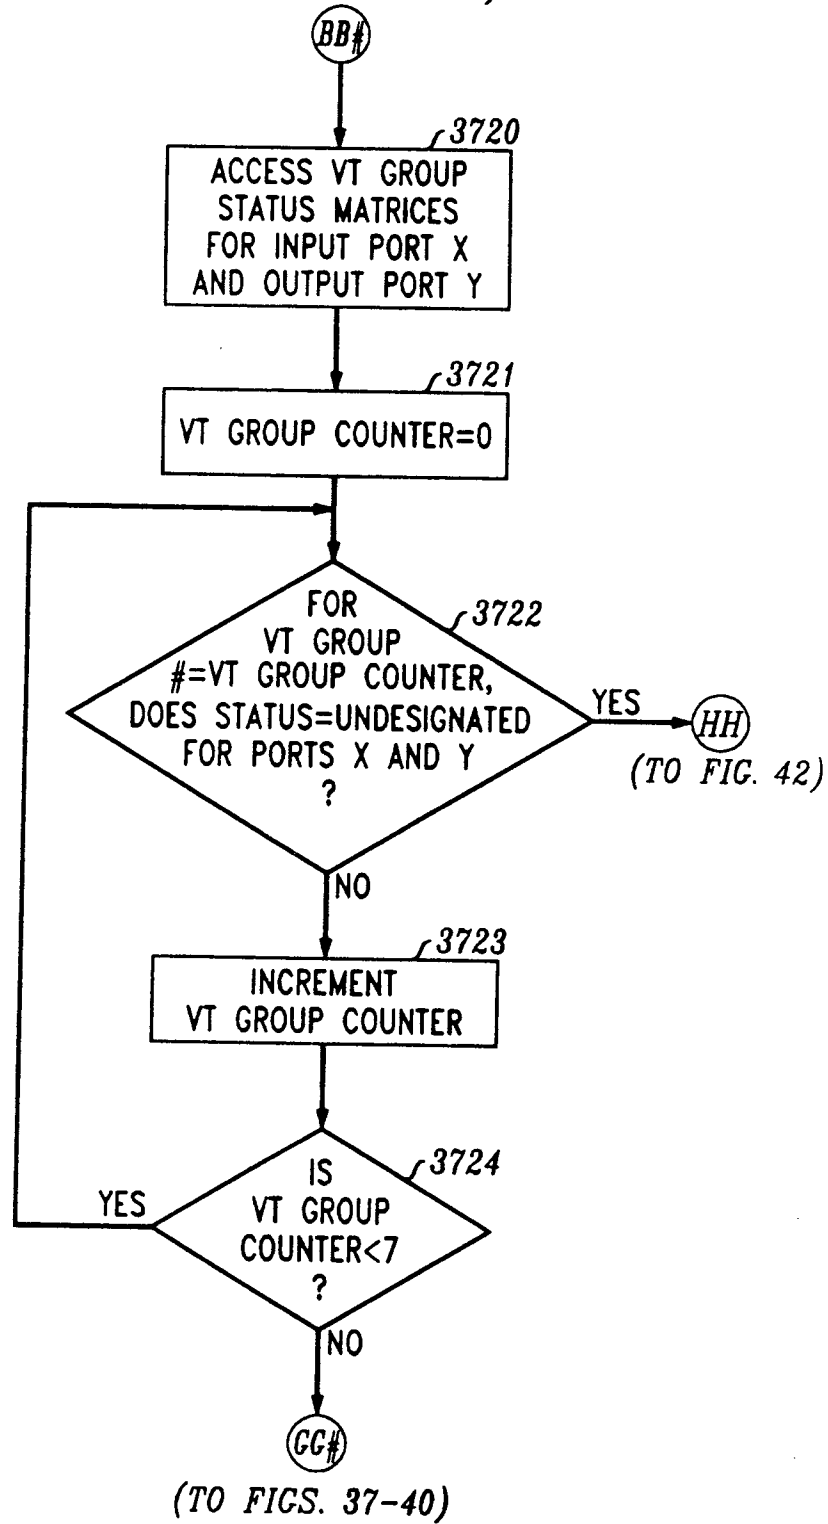 BB#
3720
ACCESS VT GROUP
STATUS MATRICES
FOR INPUT PORT X
AND OUTPUT PORT Y
3721
VT GROUP COUNTER=0
3722
FOR
VT GROUP
#=VT GROUP COUNTER,
DOES STATUS=UNDESIGNATED
FOR PORTS X AND Y
?
YES
HH
(TO FIG. 42)
NO
3723
INCREMENT
VT GROUP COUNTER
3724
IS
VT GROUP
COUNTER<7
?
YES
NO
GG#
(TO FIGS. 37-40)